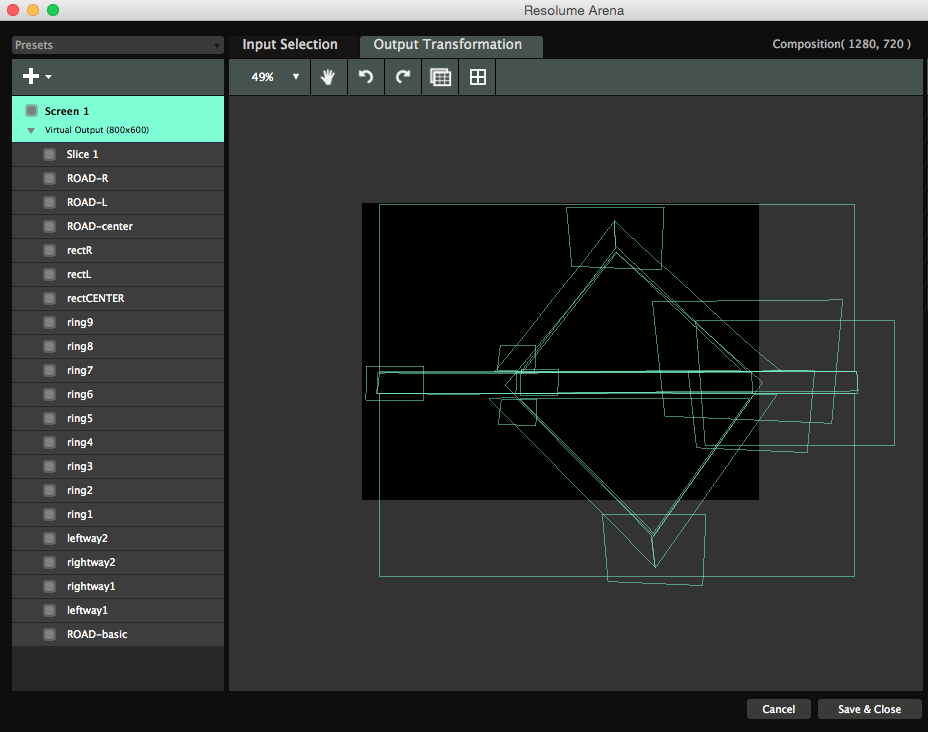 Resolume Arena
Presets
Input Selection
Output Transformation
Composition( 1280, 720 )
49%
Screen 1
Virtual Output (800x600)
Slice 1
ROAD-R
ROAD-L
ROAD-center
rectR
rectL
rectCENTER
ring9
ring8
ring7
ring6
ring5
ring4
ring3
ring2
ring1
leftway2
rightway2
rightway1
leftway1
ROAD-basic
Cancel
Save & Close